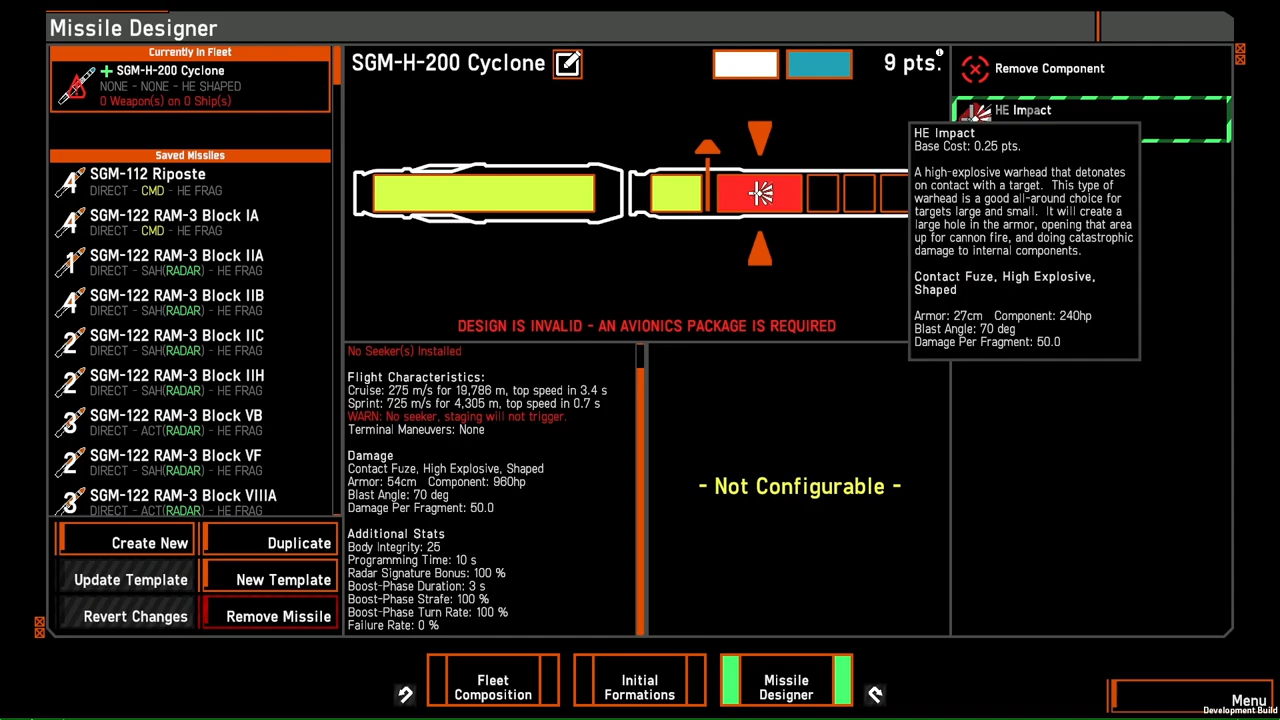 Missile Designer
Currently In Fleet
+ SGM-H-200 Cyclone
NONE - NONE - HE SHAPED
0 Weapon(s) on 0 Ship(s)
Saved Missiles
4
SGM-112 Riposte
DIRECT - CMD - HE FRAG
4
SGM-122 RAM-3 Block IA
DIRECT - CMD - HE FRAG
1
SGM-122 RAM-3 Block IIA
DIRECT - SAH(RADAR) - HE FRAG
4
SGM-122 RAM-3 Block IIB
DIRECT - SAH(RADAR) - HE FRAG
2
SGM-122 RAM-3 Block IIC
DIRECT - SAH(RADAR) - HE FRAG
2
SGM-122 RAM-3 Block IIH
DIRECT - SAH(RADAR) - HE FRAG
3
SGM-122 RAM-3 Block VB
DIRECT - ACT(RADAR) - HE FRAG
2
SGM-122 RAM-3 Block VF
DIRECT - SAH(RADAR) - HE FRAG
3
SGM-122 RAM-3 Block VIIIA
DIRECT - ACT(RADAR) - HE FRAG
Create New
Duplicate
Update Template
New Template
Revert Changes
Remove Missile
SGM-H-200 Cyclone
9 pts.
DESIGN IS INVALID - AN AVIONICS PACKAGE IS REQUIRED
No Seeker(s) Installed
Flight Characteristics:
Cruise: 275 m/s for 19,786 m, top speed in 3.4 s
Sprint: 725 m/s for 4,305 m, top speed in 0.7 s
WARN: No seeker, staging will not trigger.
Terminal Maneuvers: None
Damage
Contact Fuze, High Explosive, Shaped
Armor: 54cm Component: 960hp
Blast Angle: 70 deg
Damage Per Fragment: 50.0
Additional Stats
Body Integrity: 25
Programming Time: 10 s
Radar Signature Bonus: 100 %
Boost-Phase Duration: 3 s
Boost-Phase Strafe: 100 %
Boost-Phase Turn Rate: 100 %
Failure Rate: 0 %
- Not Configurable -
Remove Component
HE Impact
HE Impact
Base Cost: 0.25 pts.
A high-explosive warhead that detonates
on contact with a target. This type of
warhead is a good all-around choice for
targets large and small. It will create a
large hole in the armor, opening that area
up for cannon fire, and doing catastrophic
damage to internal components.
Contact Fuze, High Explosive,
Shaped
Armor: 27cm Component: 240hp
Blast Angle: 70 deg
Damage Per Fragment: 50.0
Fleet
Composition
Initial
Formations
Missile
Designer
Menu
Development Build